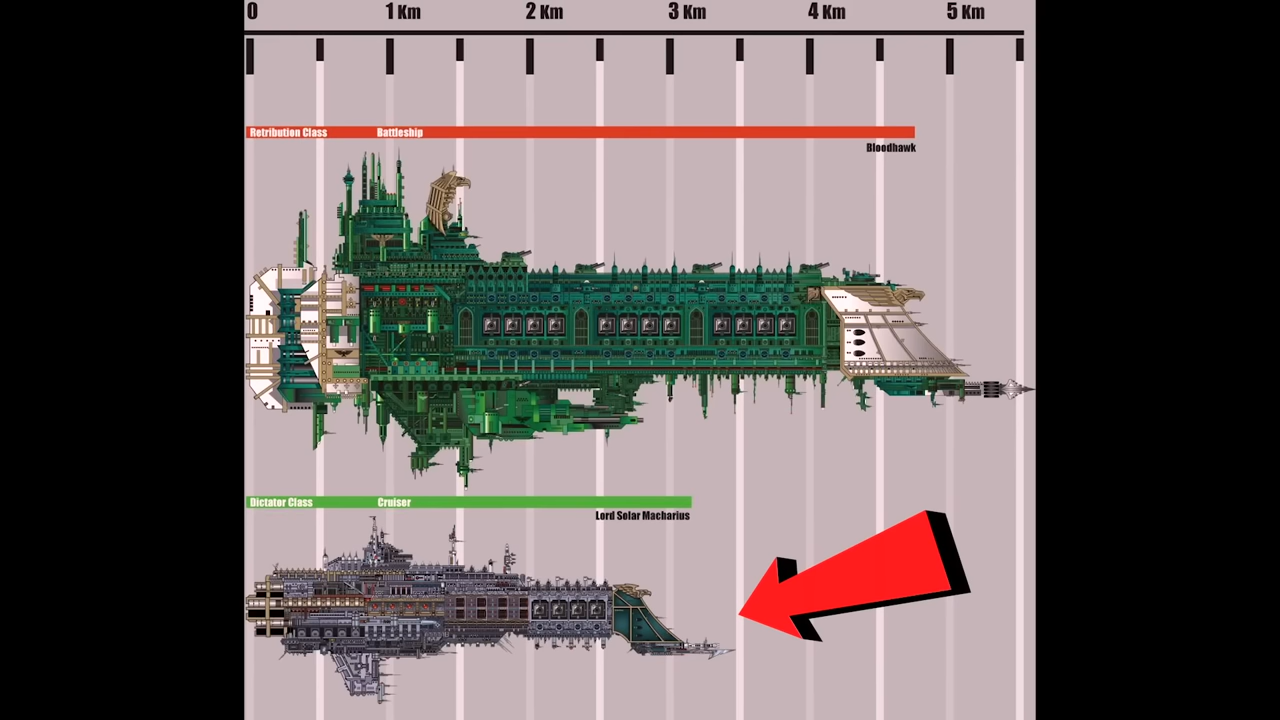 0 1 Km 2 Km 3 Km 4 Km 5 Km
Retribution Class Battleship
Bloodhawk
Dictator Class Cruiser
Lord Solar Macharius